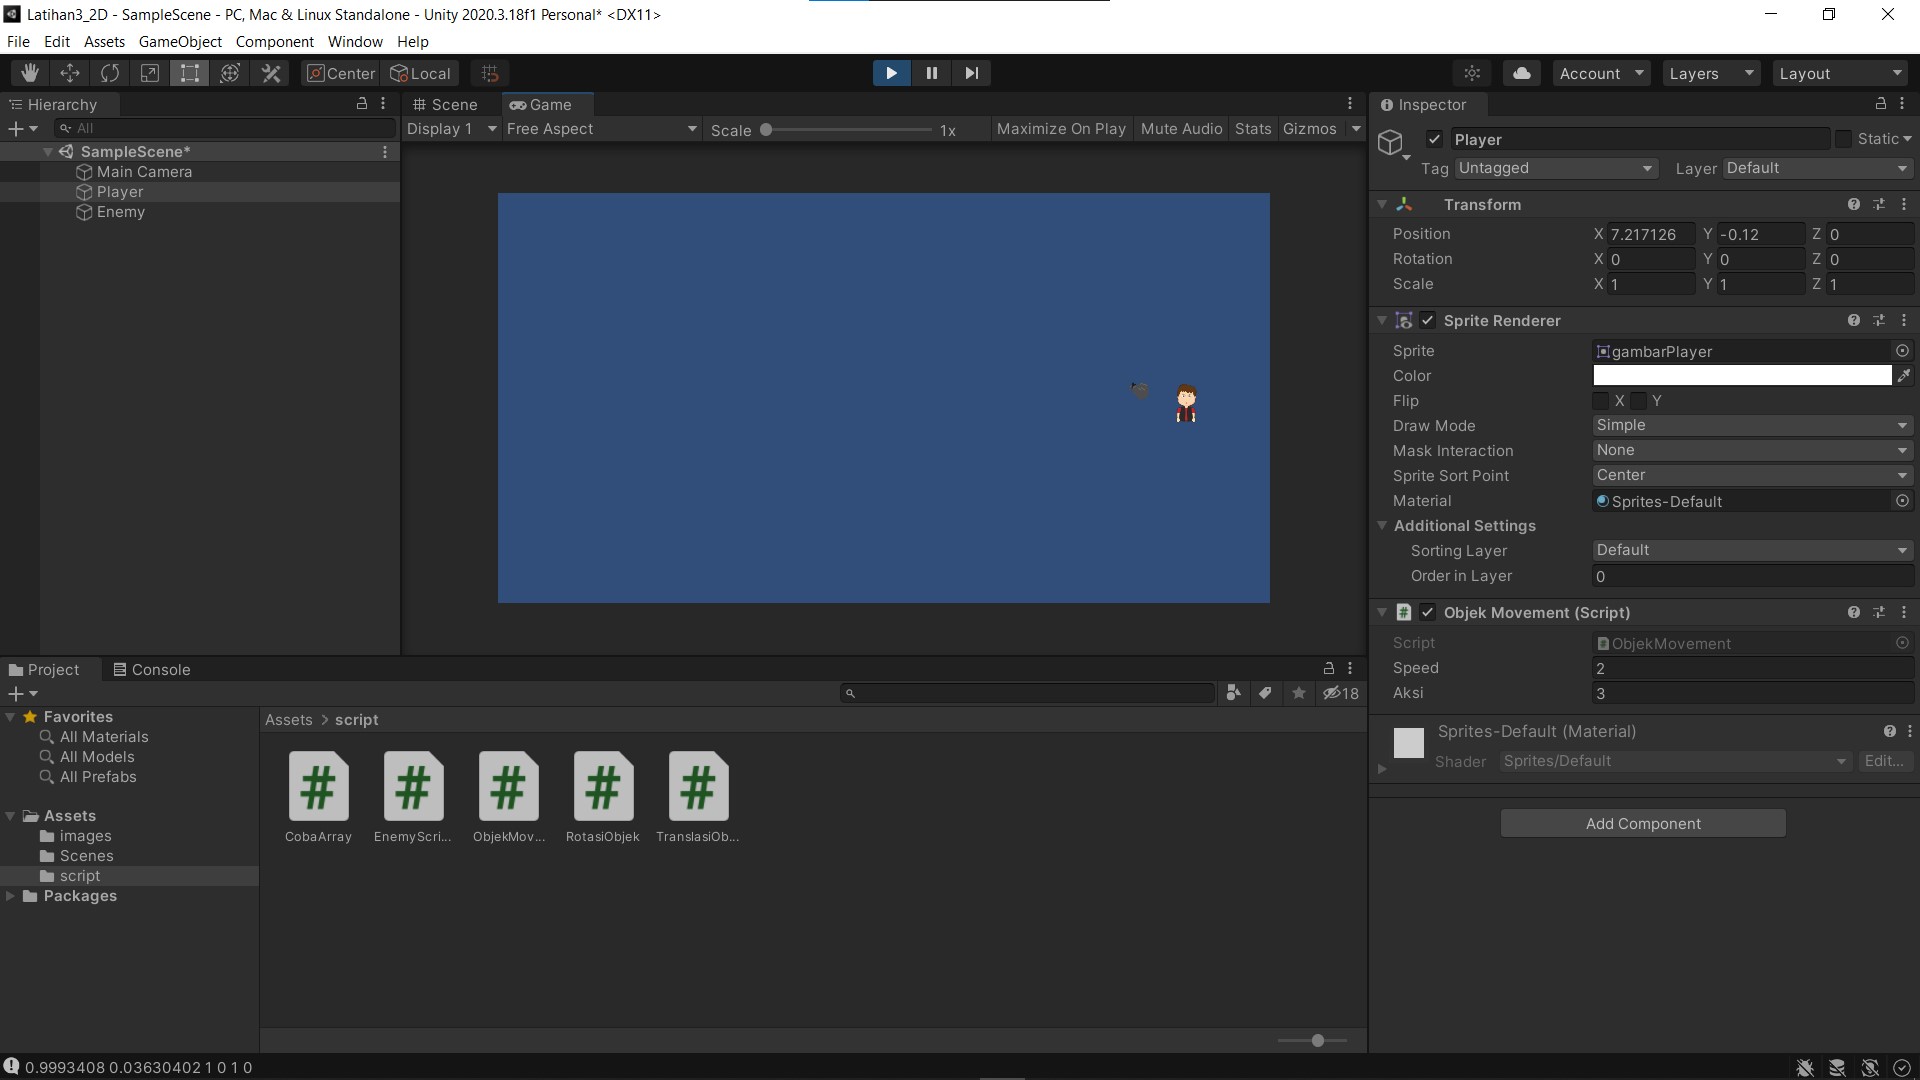 Latihan3_2D - SampleScene - PC, Mac & Linux Standalone - Unity 2020.3.18f1 Personal* <DX11>
File Edit Assets GameObject Component Window Help
Center Local Account Layers Layout
Hierarchy
All
SampleScene*
Main Camera
Player
Enemy
Scene Game
Display 1 Free Aspect Scale 1x Maximize On Play Mute Audio Stats Gizmos
Inspector
Player Static
Tag Untagged Layer Default
Transform
Position X 7.217126 Y -0.12 Z 0
Rotation X 0 Y 0 Z 0
Scale X 1 Y 1 Z 1
Sprite Renderer
Sprite gambarPlayer
Color
Flip X Y
Draw Mode Simple
Mask Interaction None
Sprite Sort Point Center
Material Sprites-Default
Additional Settings
Sorting Layer Default
Order in Layer 0
# Objek Movement (Script)
Script ObjekMovement
Speed 2
Aksi 3
Sprites-Default (Material)
Shader Sprites/Default Edit...
Add Component
Project Console
18
Favorites
All Materials
All Models
All Prefabs
Assets
images
Scenes
script
Packages
Assets > script
# # # # #
CobaArray EnemyScri... ObjekMov... RotasiObjek TranslasiOb...
0.9993408 0.03630402 1 0 1 0